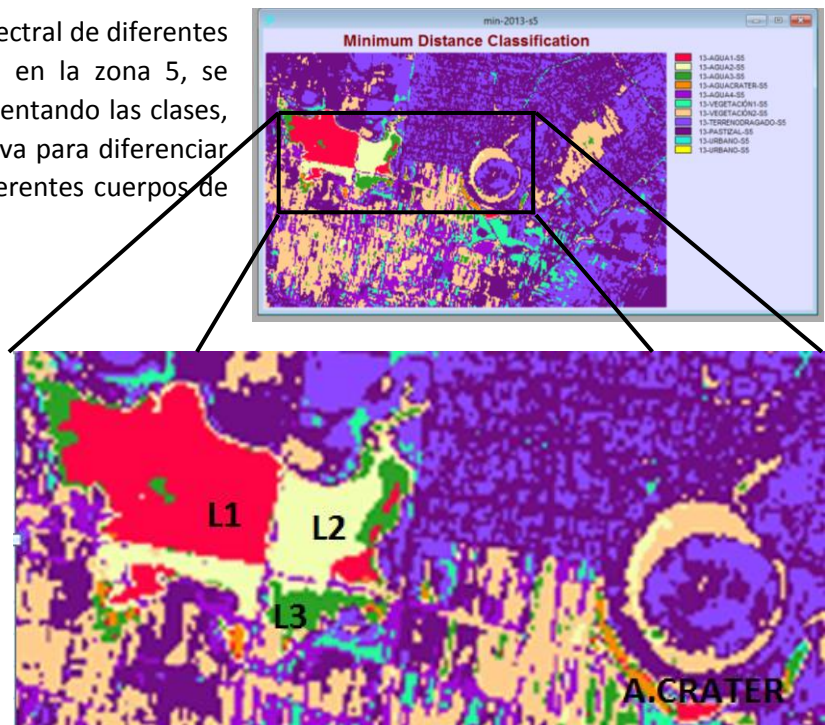 ectral de diferentes
en la zona 5, se
entando las clases,
va para diferenciar
ferentes cuerpos de
min-2013-s5
Minimum Distance Classification
13-AGUA1-S5
13-AGUA2-S5
13-AGUA3-S5
13-AGUACRATER-S5
13-AGUA4-S5
13-VEGETACIÓN1-S5
13-VEGETACIÓN2-S5
13-TERRENODRAGADO-S5
13-PASTIZAL-S5
13-URBANO-S5
13-URBANO-S5
L1
L2
L3
A.CRATER